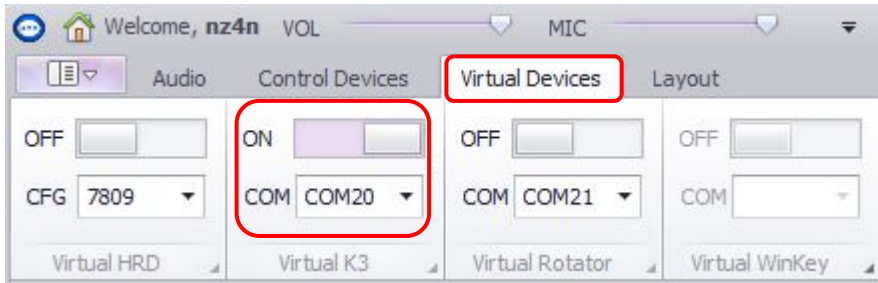 Welcome, nz4n VOL MIC
Audio Control Devices Virtual Devices Layout
OFF ON OFF OFF
CFG 7809 COM COM20 COM COM21 COM
Virtual HRD Virtual K3 Virtual Rotator Virtual WinKey